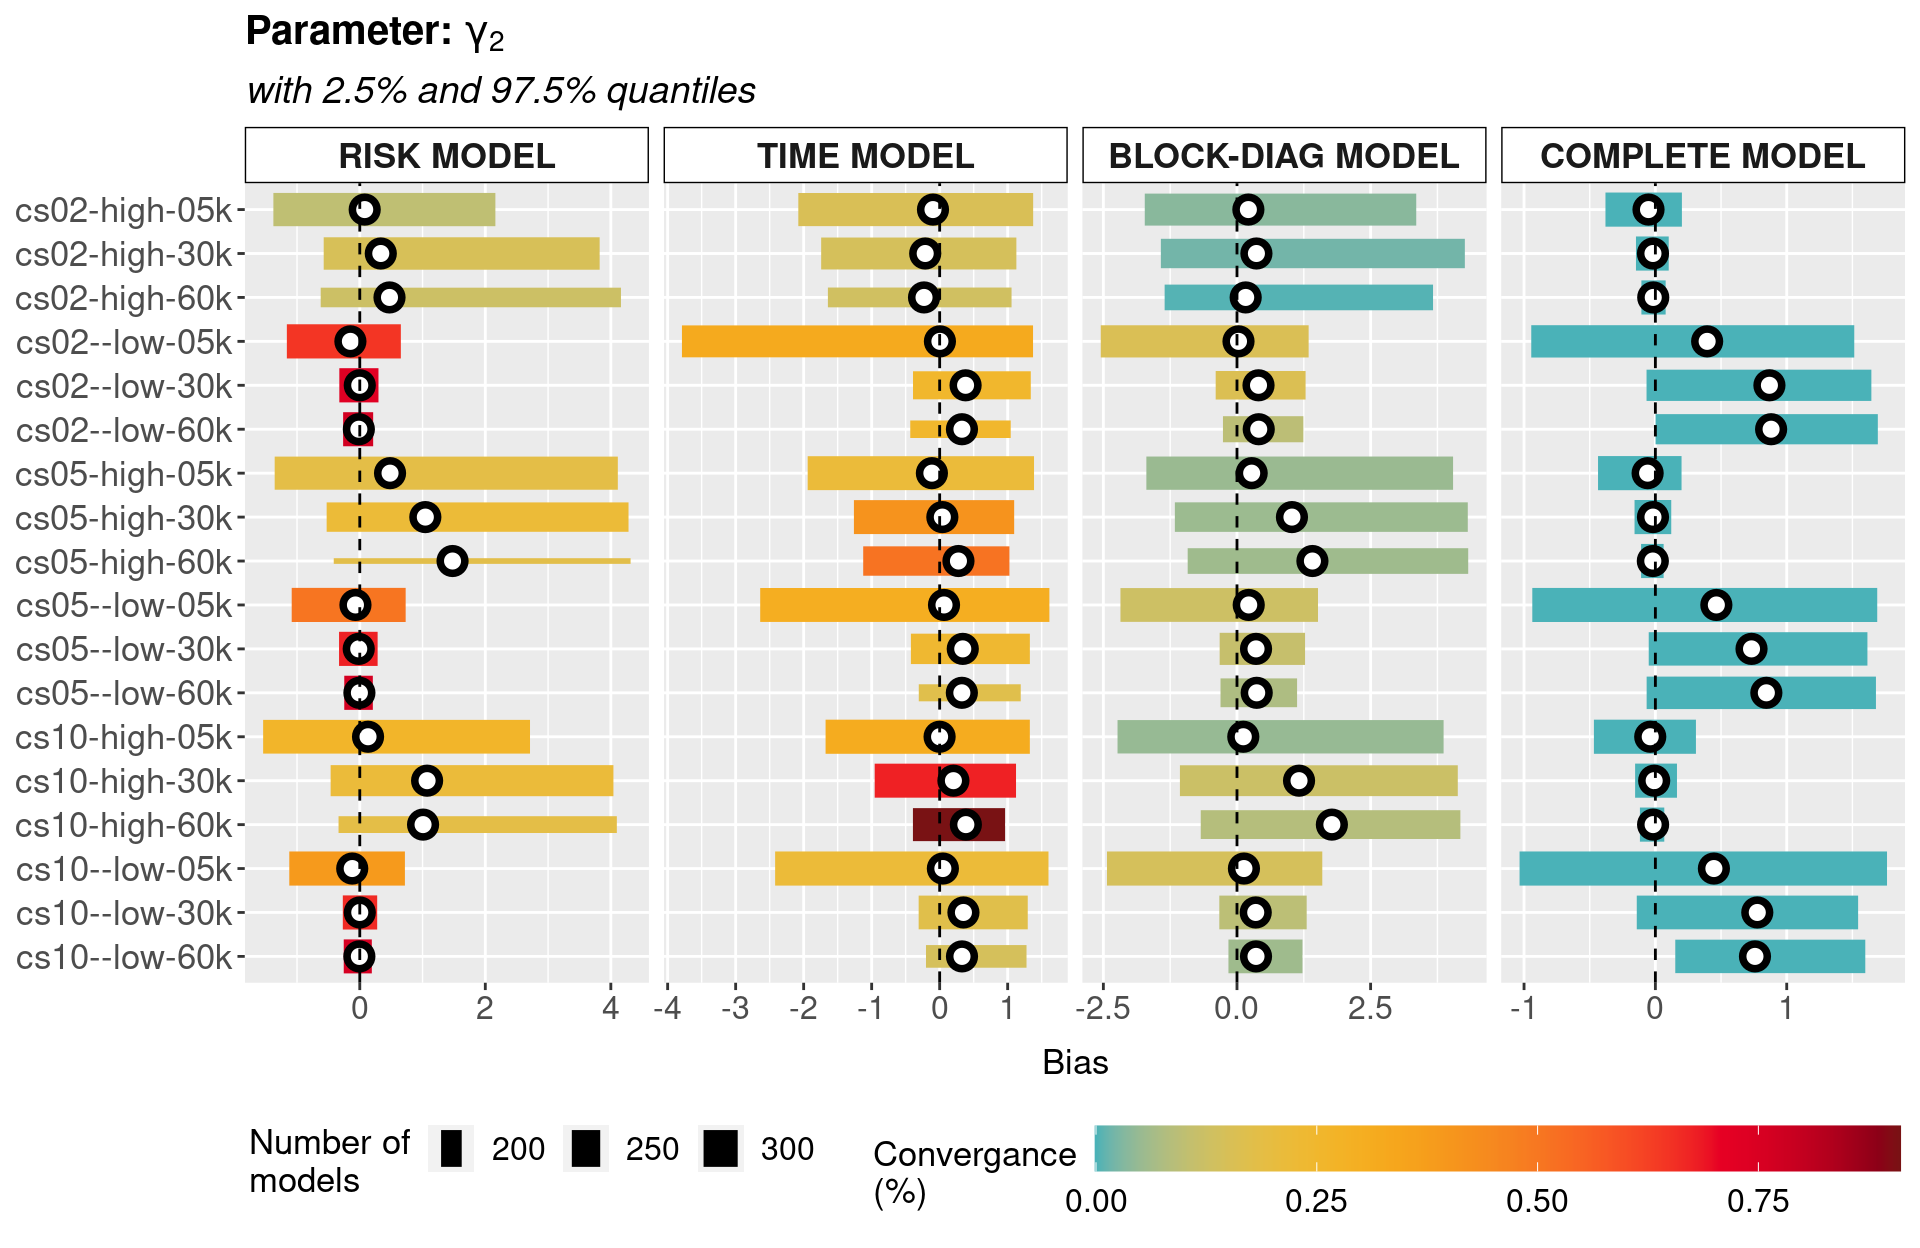 Parameter: γ₂
with 2.5% and 97.5% quantiles
RISK MODEL TIME MODEL BLOCK-DIAG MODEL COMPLETE MODEL
cs02-high-05k
cs02-high-30k
cs02-high-60k
cs02--low-05k
cs02--low-30k
cs02--low-60k
cs05-high-05k
cs05-high-30k
cs05-high-60k
cs05--low-05k
cs05--low-30k
cs05--low-60k
cs10-high-05k
cs10-high-30k
cs10-high-60k
cs10--low-05k
cs10--low-30k
cs10--low-60k
0 2 4 -4 -3 -2 -1 0 1 -2.5 0.0 2.5 -1 0 1
Bias
Number of
models
200 250 300
Convergance
(%)
0.00 0.25 0.50 0.75